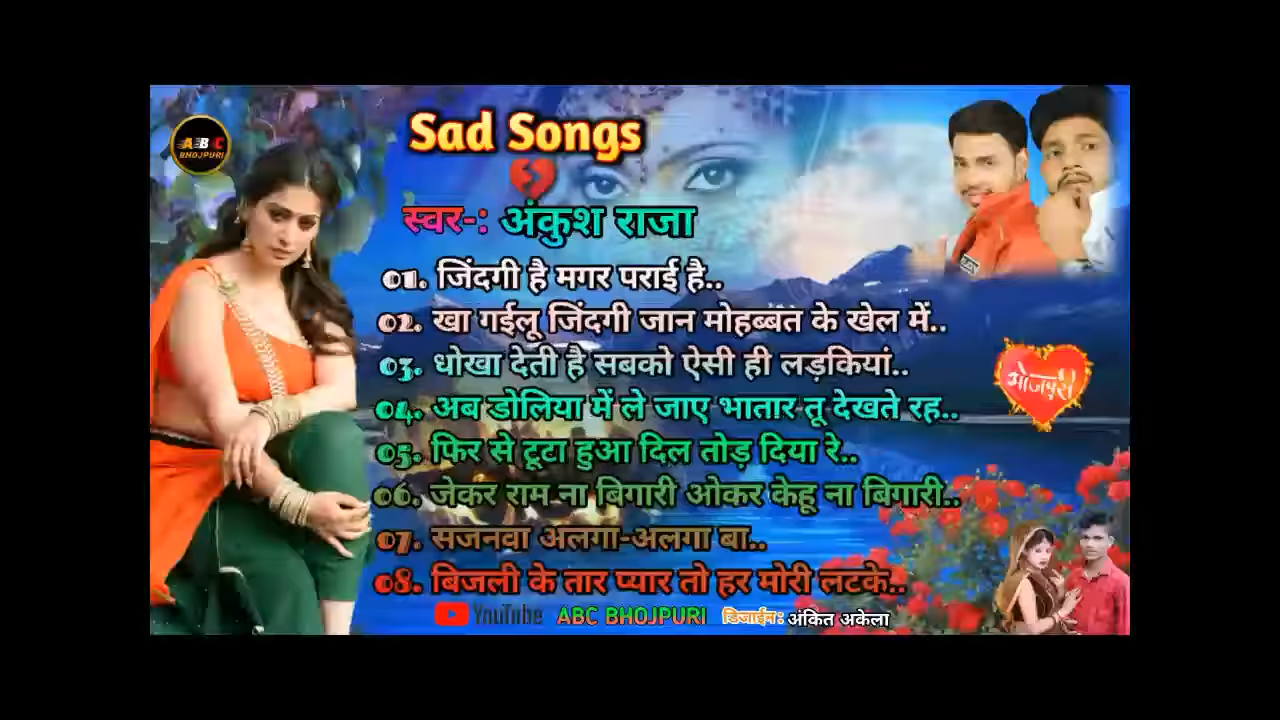 ABC
BHOJPURI
Sad Songs
स्वर-: अंकुश राजा
01. जिंदगी है मगर पराई है..
02. खा गईलू जिंदगी जान मोहब्बत के खेल में..
03. धोखा देती है सबको ऐसी ही लड़कियां..
04. अब डोलिया में ले जाए भातार तू देखते रह..
05. फिर से टूटा हुआ दिल तोड़ दिया रे..
06. जेकर राम ना बिगारी ओकर केहू ना बिगारी..
07. सजनवा अलगा-अलगा बा..
08. बिजली के तार प्यार तो हर मोरी लटके..
भोजपुरी
YouTube ABC BHOJPURI डिजाईन : अंकित अकेला